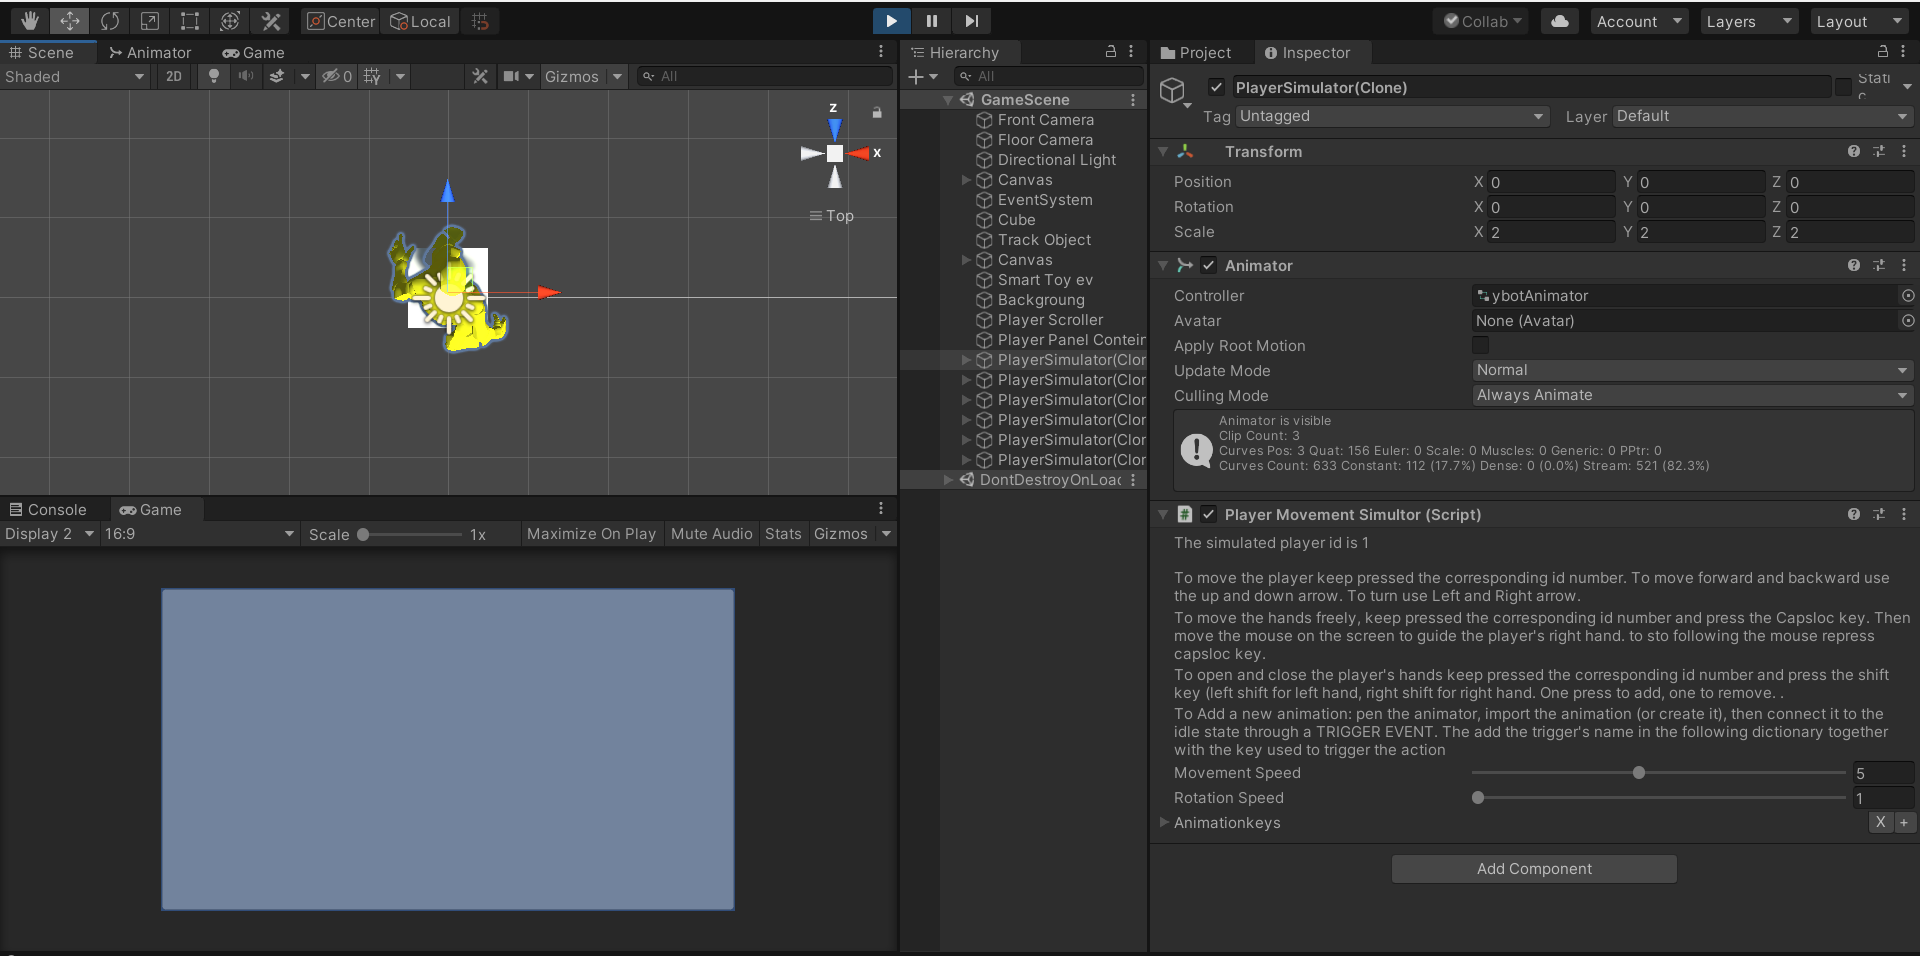 Center
Local
Collab
Account
Layers
Layout
Scene
Animator
Game
Shaded
2D
0
Gizmos
All
z
x
Top
Console
Game
Display 2
16:9
Scale
1x
Maximize On Play
Mute Audio
Stats
Gizmos
Hierarchy
All
GameScene
Front Camera
Floor Camera
Directional Light
Canvas
EventSystem
Cube
Track Object
Canvas
Smart Toy ev
Backgroung
Player Scroller
Player Panel Contein
PlayerSimulator(Clon
PlayerSimulator(Clon
PlayerSimulator(Clon
PlayerSimulator(Clon
PlayerSimulator(Clon
PlayerSimulator(Clon
DontDestroyOnLoad
Project
Inspector
PlayerSimulator(Clone)
Stati
c
Tag Untagged
Layer Default
Transform
Position X 0 Y 0 Z 0
Rotation X 0 Y 0 Z 0
Scale X 2 Y 2 Z 2
Animator
Controller ybotAnimator
Avatar None (Avatar)
Apply Root Motion
Update Mode Normal
Culling Mode Always Animate
Animator is visible
Clip Count: 3
Curves Pos: 3 Quat: 156 Euler: 0 Scale: 0 Muscles: 0 Generic: 0 PPtr: 0
Curves Count: 633 Constant: 112 (17.7%) Dense: 0 (0.0%) Stream: 521 (82.3%)
Player Movement Simultor (Script)
The simulated player id is 1
To move the player keep pressed the corresponding id number. To move forward and backward use
the up and down arrow. To turn use Left and Right arrow.
To move the hands freely, keep pressed the corresponding id number and press the Capsloc key. Then
move the mouse on the screen to guide the player's right hand. to sto following the mouse repress
capsloc key.
To open and close the player's hands keep pressed the corresponding id number and press the shift
key (left shift for left hand, right shift for right hand. One press to add, one to remove. .
To Add a new animation: pen the animator, import the animation (or create it), then connect it to the
idle state through a TRIGGER EVENT. The add the trigger's name in the following dictionary together
with the key used to trigger the action
Movement Speed 5
Rotation Speed 1
Animationkeys X +
Add Component